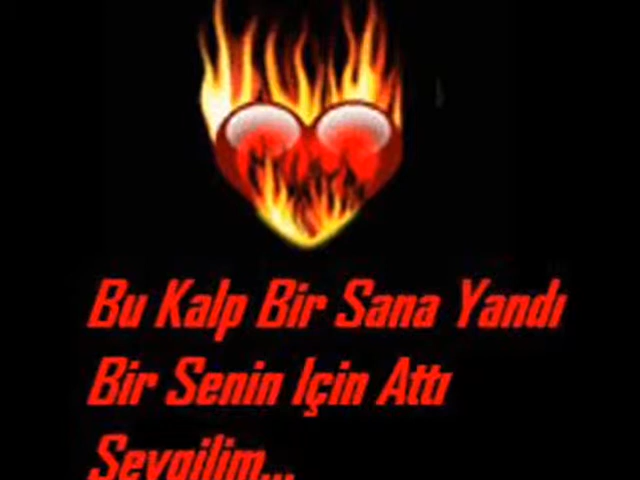 Bu Kalp Bir Sana Yandı
Bir Senin Için Attı
Sevgilim...